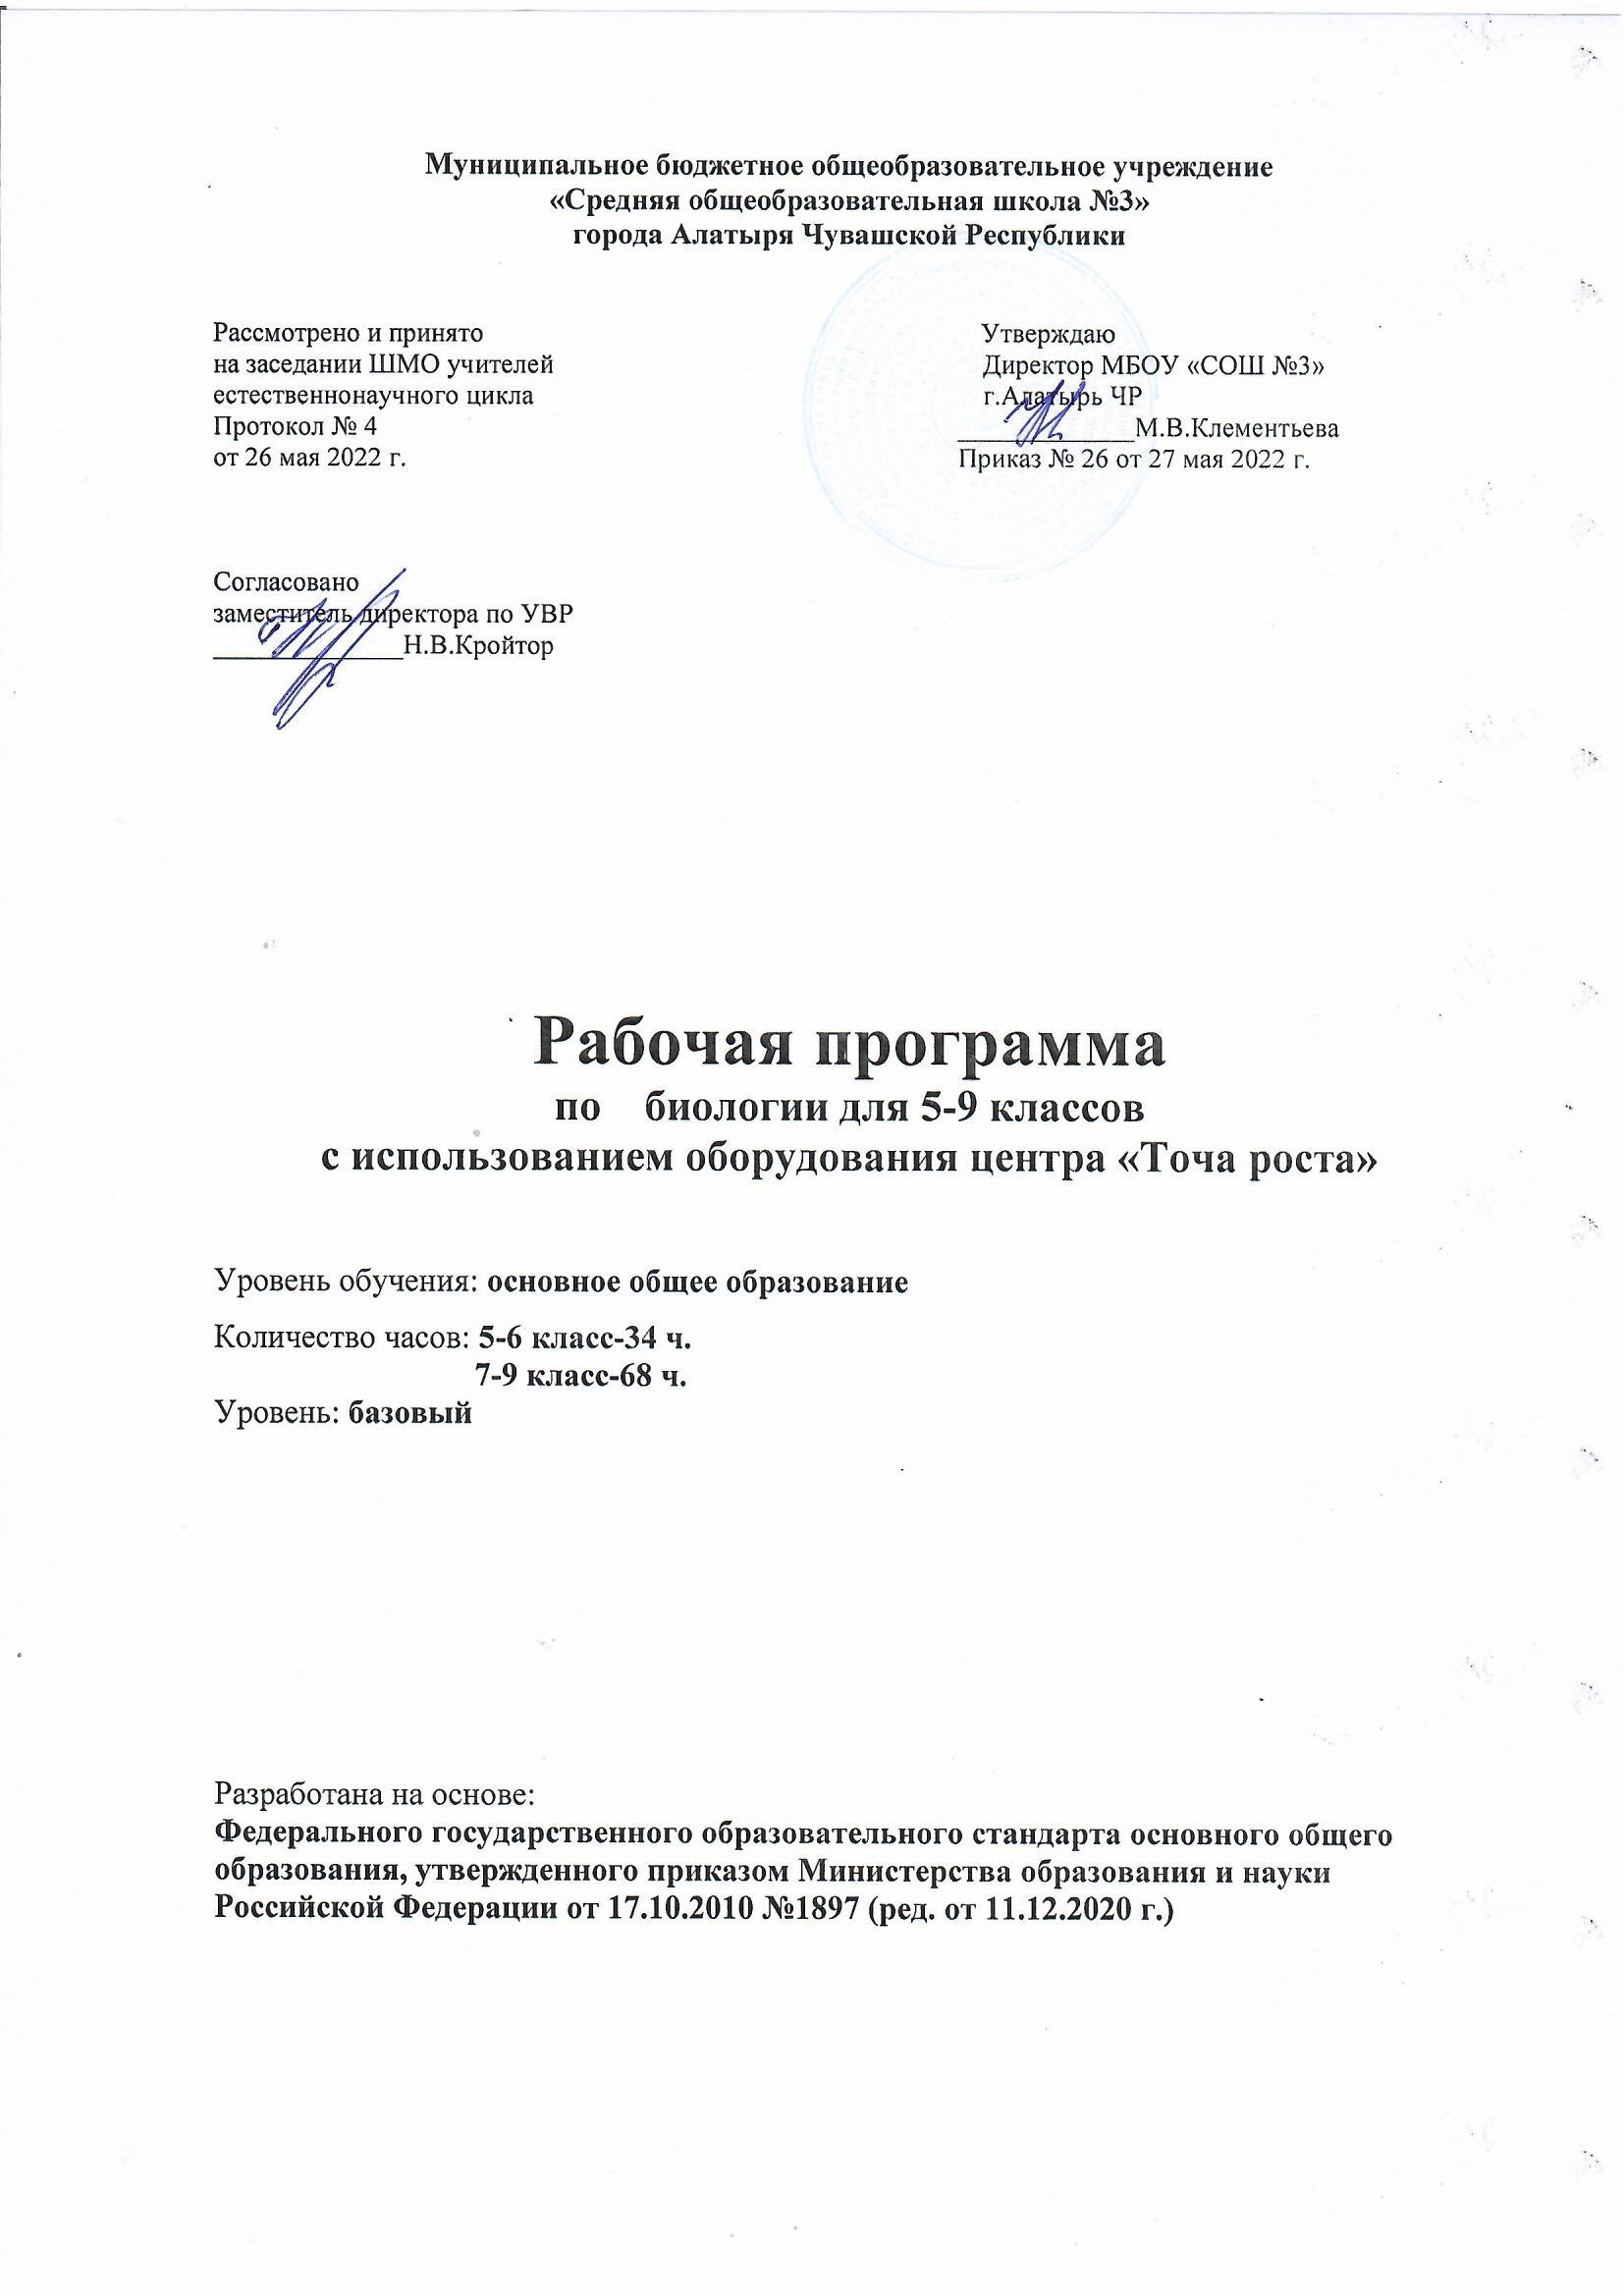 Муниципальное бюджетное общеобразовательное учреждение
«Средняя общеобразовательная школа №3»
города Алатыря Чувашской Республики
Рассмотрено и принято
на заседании ШМО учителей
естественнонаучного цикла
Протокол № 4
от 26 мая 2022 г.
Утверждаю
Директор МБОУ «СОШ №3»
г.Алатырь ЧР
_____________М.В.Клементьева
Приказ № 26 от 27 мая 2022 г.
Согласовано
заместитель директора по УВР
______________Н.В.Кройтор
Рабочая программа
по биологии для 5-9 классов
с использованием оборудования центра «Точа роста»
Уровень обучения: основное общее образование
Количество часов: 5-6 класс-34 ч.
7-9 класс-68 ч.
Уровень: базовый
Разработана на основе:
Федерального государственного образовательного стандарта основного общего
образования, утвержденного приказом Министерства образования и науки
Российской Федерации от 17.10.2010 №1897 (ред. от 11.12.2020 г.)